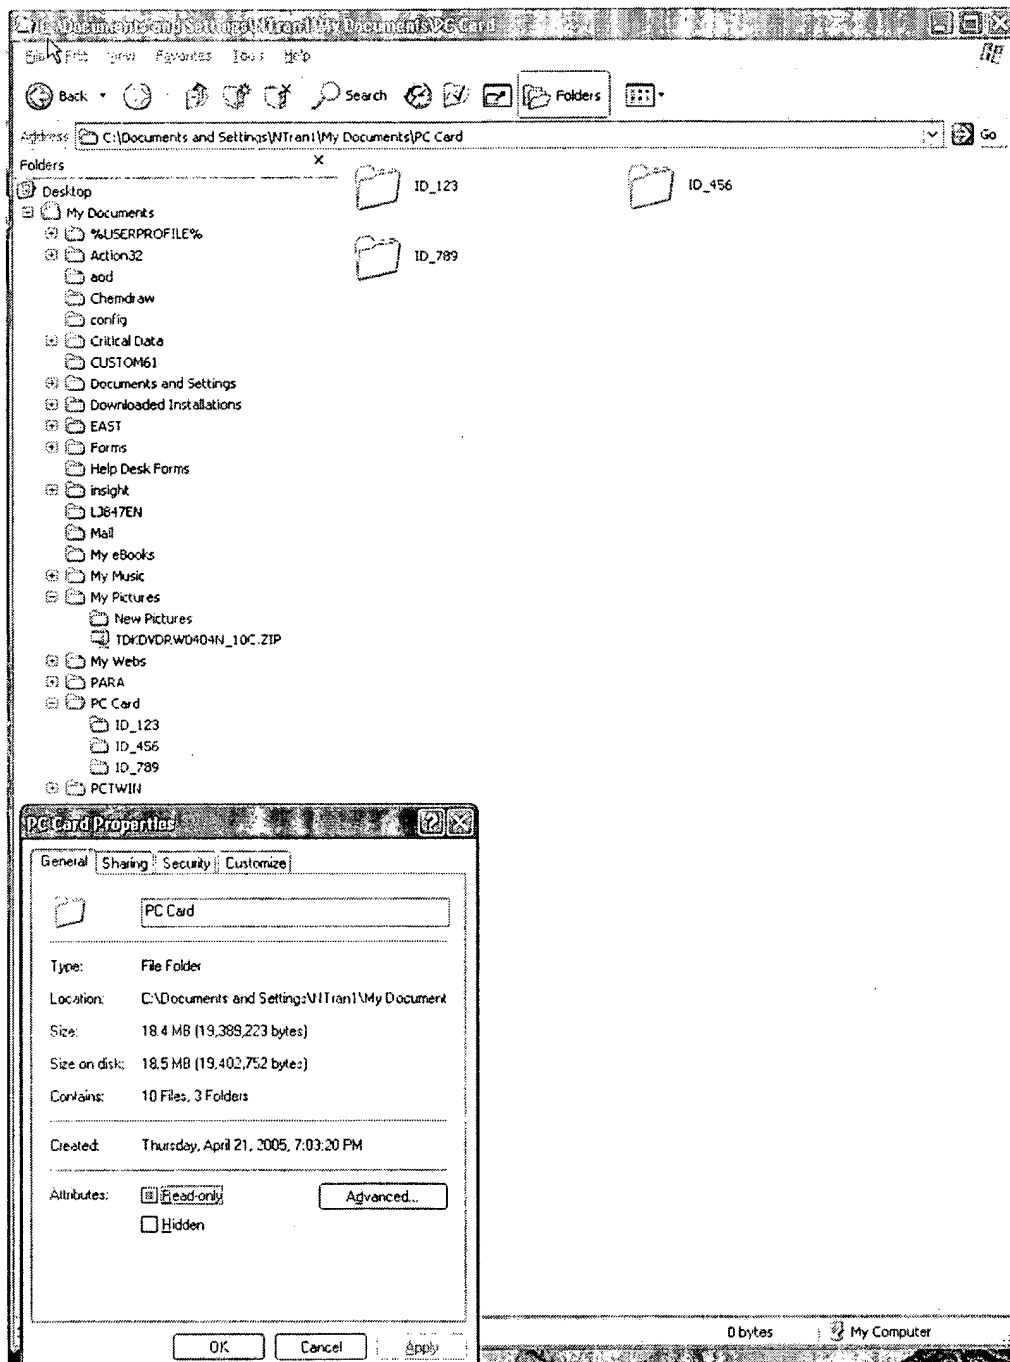 C:\Documents and Settings\NTran1\My Documents\PC Card
File Edit View Favorites Tools Help
Back Search Folders
Address C:\Documents and Settings\NTran1\My Documents\PC Card Go
Folders x
ID_123 ID_456
Desktop
My Documents
%USERPROFILE%
Action32
ID_789
aod
Chemdraw
config
Critical Data
CUSTOM61
Documents and Settings
Downloaded Installations
EAST
Forms
Help Desk Forms
insight
LJ847EN
Mail
My eBooks
My Music
My Pictures
New Pictures
TDKDVDRW0404N_10C.ZIP
My Webs
PARA
PC Card
ID_123
ID_456
ID_789
PCTWIN
PC Card Properties
General Sharing Security Customize
PC Card
Type: File Folder
Location: C:\Documents and Settings\NTran1\My Document
Size: 18.4 MB (19,389,223 bytes)
Size on disk: 18.5 MB (19,402,752 bytes)
Contains: 10 Files, 3 Folders
Created: Thursday, April 21, 2005, 7:03:20 PM
Attributes: Read-only Advanced...
Hidden
0 bytes My Computer
OK Cancel Apply